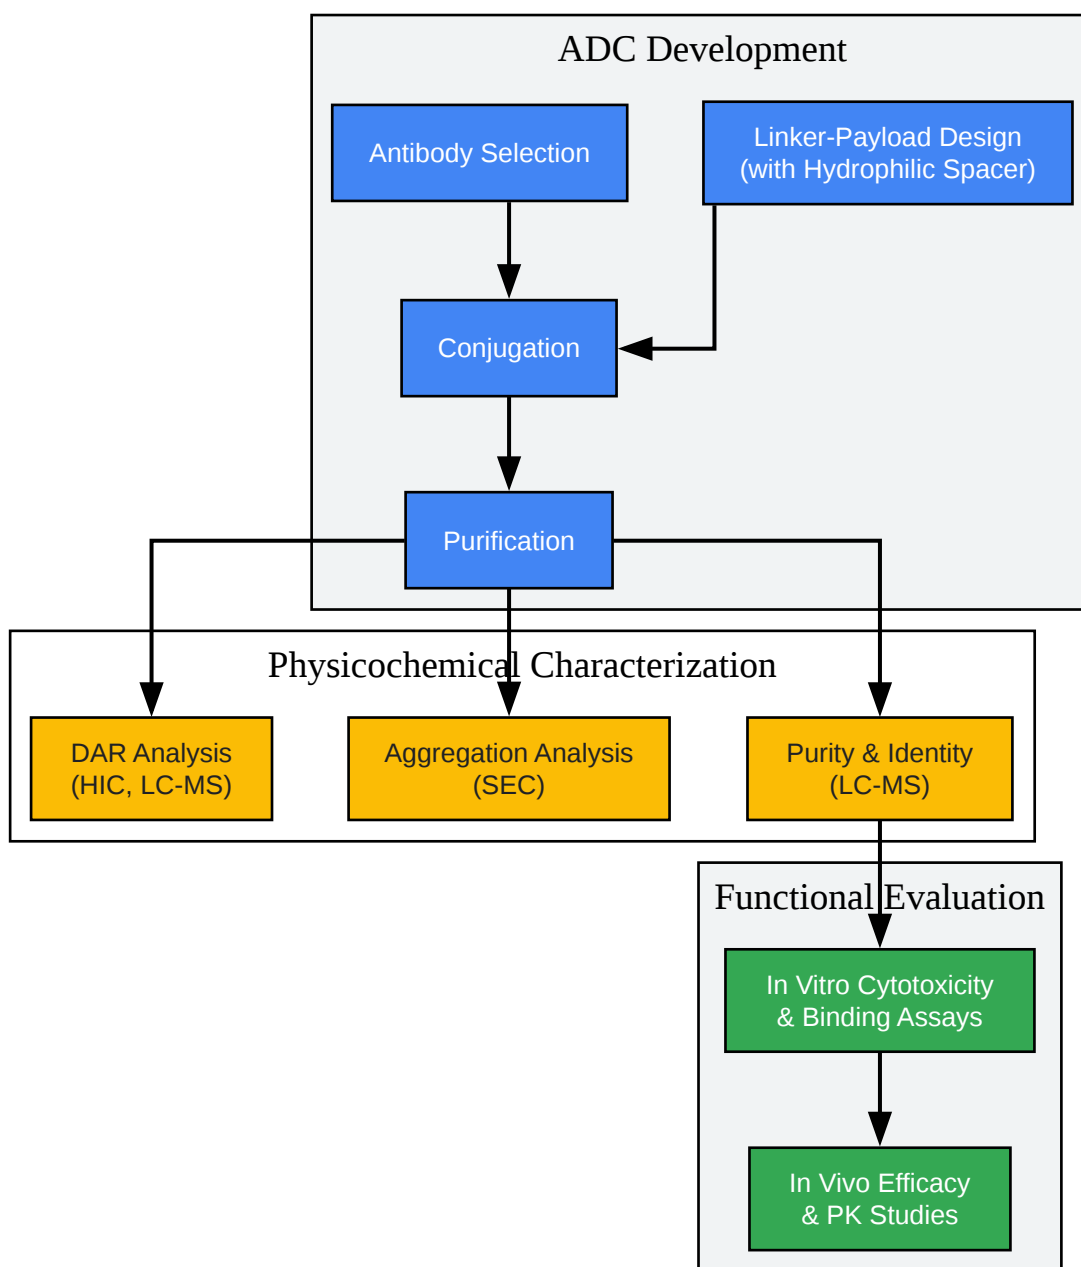 ADC Development
Antibody Selection
Linker-Payload Design
(with Hydrophilic Spacer)
Conjugation
Purification
Physicochemical Characterization
DAR Analysis
(HIC, LC-MS)
Aggregation Analysis
(SEC)
Purity & Identity
(LC-MS)
Functional Evaluation
In Vitro Cytotoxicity
& Binding Assays
In Vivo Efficacy
& PK Studies